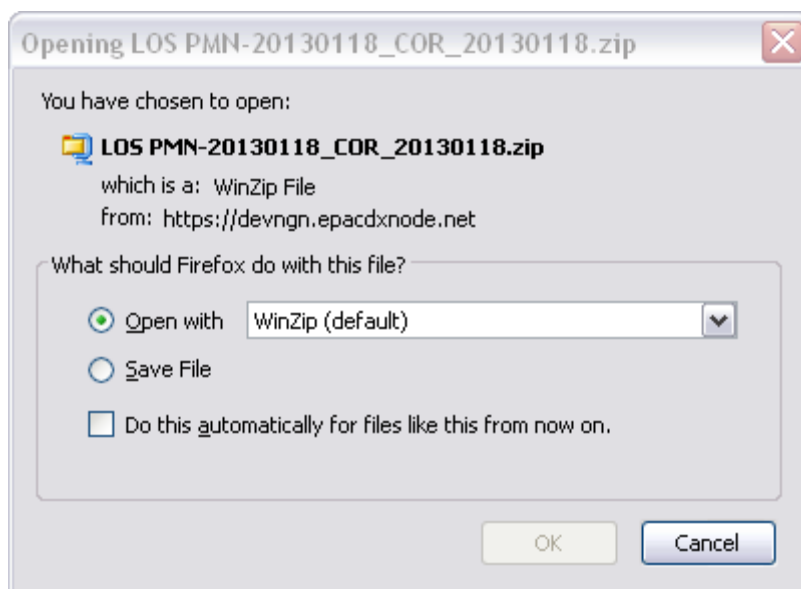 Opening LOS PMN-20130118_COR_20130118.zip
You have chosen to open:
LOS PMN-20130118_COR_20130118.zip
which is a: WinZip File
from: https://devngn.epacdxnode.net
What should Firefox do with this file?
Open with WinZip (default)
Save File
Do this automatically for files like this from now on.
OK Cancel